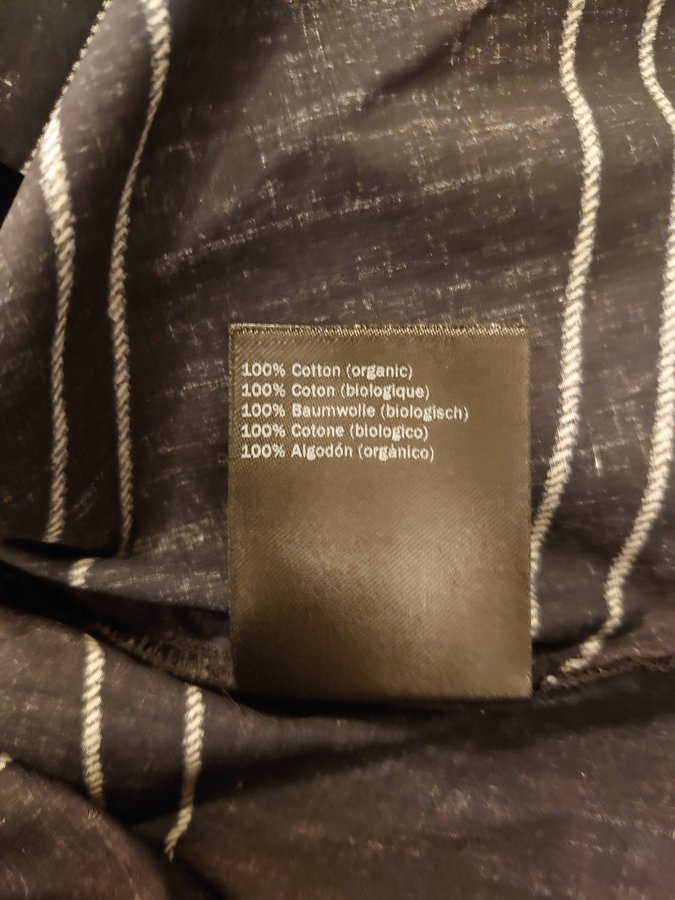 100% Cotton (organic)
100% Coton (biologique)
100% Baumwolle (biologisch)
100% Cotone (biologico)
100% Algodón (orgánico)